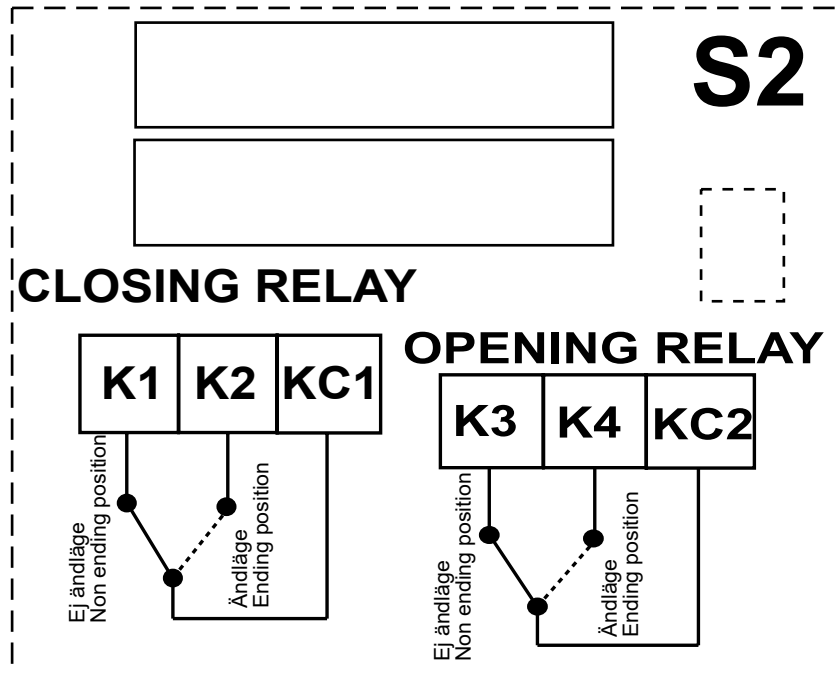 S2
CLOSING RELAY
K1 K2 KC1
Ej ändläge
Non ending position
Ändläge
Ending position
OPENING RELAY
K3 K4 KC2
Ej ändläge
Non ending position
Ändläge
Ending position